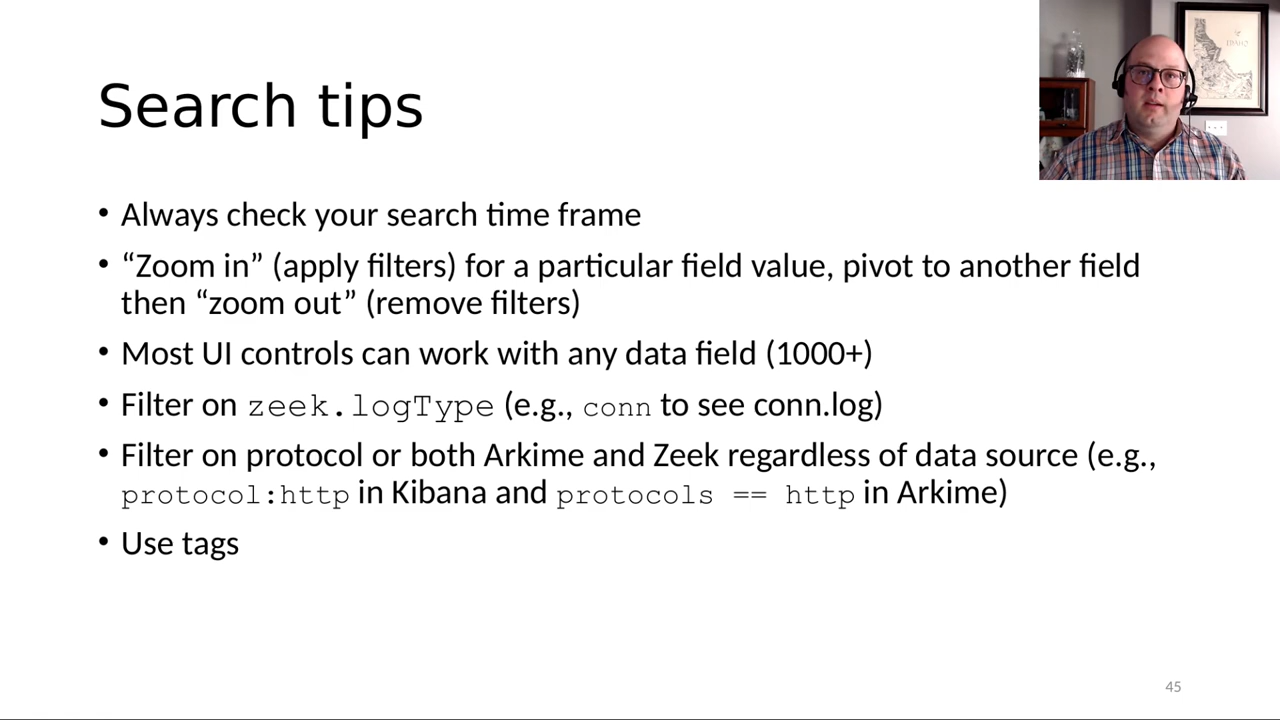 Search tips
• Always check your search time frame
• “Zoom in” (apply filters) for a particular field value, pivot to another field
then “zoom out” (remove filters)
• Most UI controls can work with any data field (1000+)
• Filter on zeek.logType (e.g., conn to see conn.log)
• Filter on protocol or both Arkime and Zeek regardless of data source (e.g.,
protocol:http in Kibana and protocols == http in Arkime)
• Use tags
45